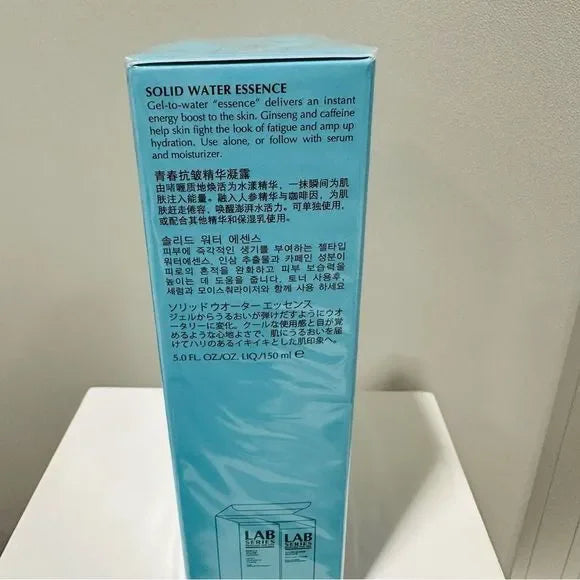 SOLID WATER ESSENCE
Gel-to-water "essence" delivers an instant
energy boost to the skin. Ginseng and caffeine
help skin fight the look of fatigue and amp up
hydration. Use alone, or follow with serum
and moisturizer.
青春抗皱精华凝露
由啫喱质地焕活为水漾精华，一抹瞬间为肌
肤注入能量。融入人参精华与咖啡因，为肌
肤赶走倦容，唤醒澎湃水活力。可单独使用，
或配合其他精华和保湿乳使用。
솔리드 워터 에센스
피부에 즉각적인 생기를 부여하는 젤타입
워터에센스. 인삼 추출물과 카페인 성분이
피로의 흔적을 완화하고 피부 보습력을
높이는 데 도움을 줍니다. 토너 사용후,
세럼과 모이스춰라이저와 함께 사용 하세요
ソリッド ウオーター エッセンス
ジェルからうるおいが弾けだすようにウオ
ータリーに変化。クールな使用感と目が覚
めるような心地よさで、肌にうるおいを届
けてハリのあるイキイキとした肌印象へ。
5.0 FL. OZ./OZ. LIQ./150 ml ℮
LAB LAB
SERIES SERIES